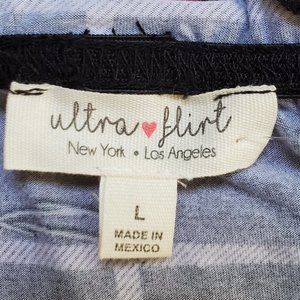 ultra♥flirt
New York • Los Angeles
L
MADE IN
MEXICO